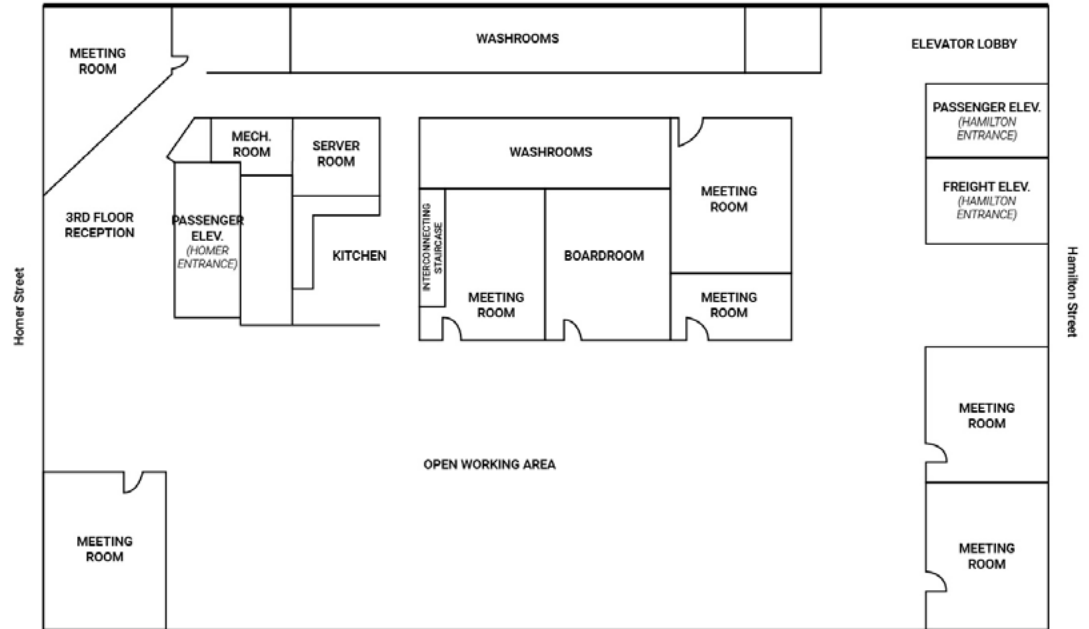 MEETING
ROOM
WASHROOMS
ELEVATOR LOBBY
MECH.
ROOM
SERVER
ROOM
WASHROOMS
MEETING
ROOM
PASSENGER ELEV.
(HAMILTON
ENTRANCE)
FREIGHT ELEV.
(HAMILTON
ENTRANCE)
3RD FLOOR
RECEPTION
PASSENGER
ELEV.
(HOMER
ENTRANCE)
KITCHEN
INTERCONNECTING
STAIRCASE
MEETING
ROOM
BOARDROOM
MEETING
ROOM
Homer Street
Hamilton Street
MEETING
ROOM
OPEN WORKING AREA
MEETING
ROOM
MEETING
ROOM